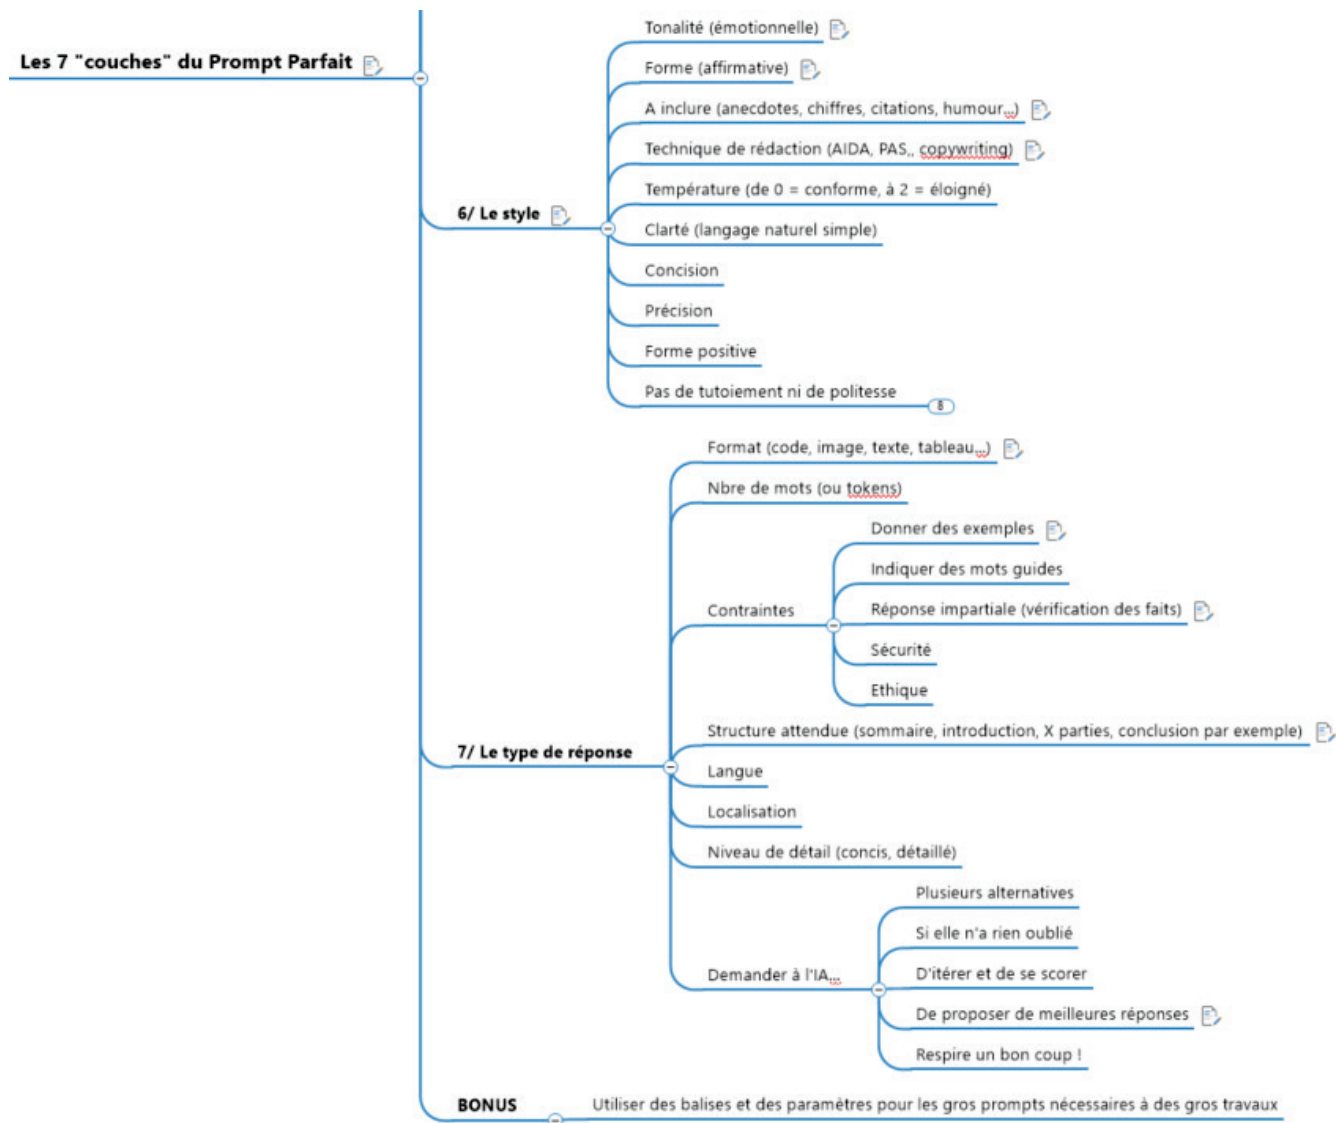 Les 7 "couches" du Prompt Parfait
6/ Le style
Tonalité (émotionnelle)
Forme (affirmative)
A inclure (anecdotes, chiffres, citations, humour...)
Technique de rédaction (AIDA, PAS,, copywriting)
Température (de 0 = conforme, à 2 = éloigné)
Clarté (langage naturel simple)
Concision
Précision
Forme positive
Pas de tutoiement ni de politesse
8
7/ Le type de réponse
Format (code, image, texte, tableau...)
Nbre de mots (ou tokens)
Contraintes
Donner des exemples
Indiquer des mots guides
Réponse impartiale (vérification des faits)
Sécurité
Ethique
Structure attendue (sommaire, introduction, X parties, conclusion par exemple)
Langue
Localisation
Niveau de détail (concis, détaillé)
Demander à l'IA...
Plusieurs alternatives
Si elle n'a rien oublié
D'itérer et de se scorer
De proposer de meilleures réponses
Respire un bon coup !
BONUS
Utiliser des balises et des paramètres pour les gros prompts nécessaires à des gros travaux